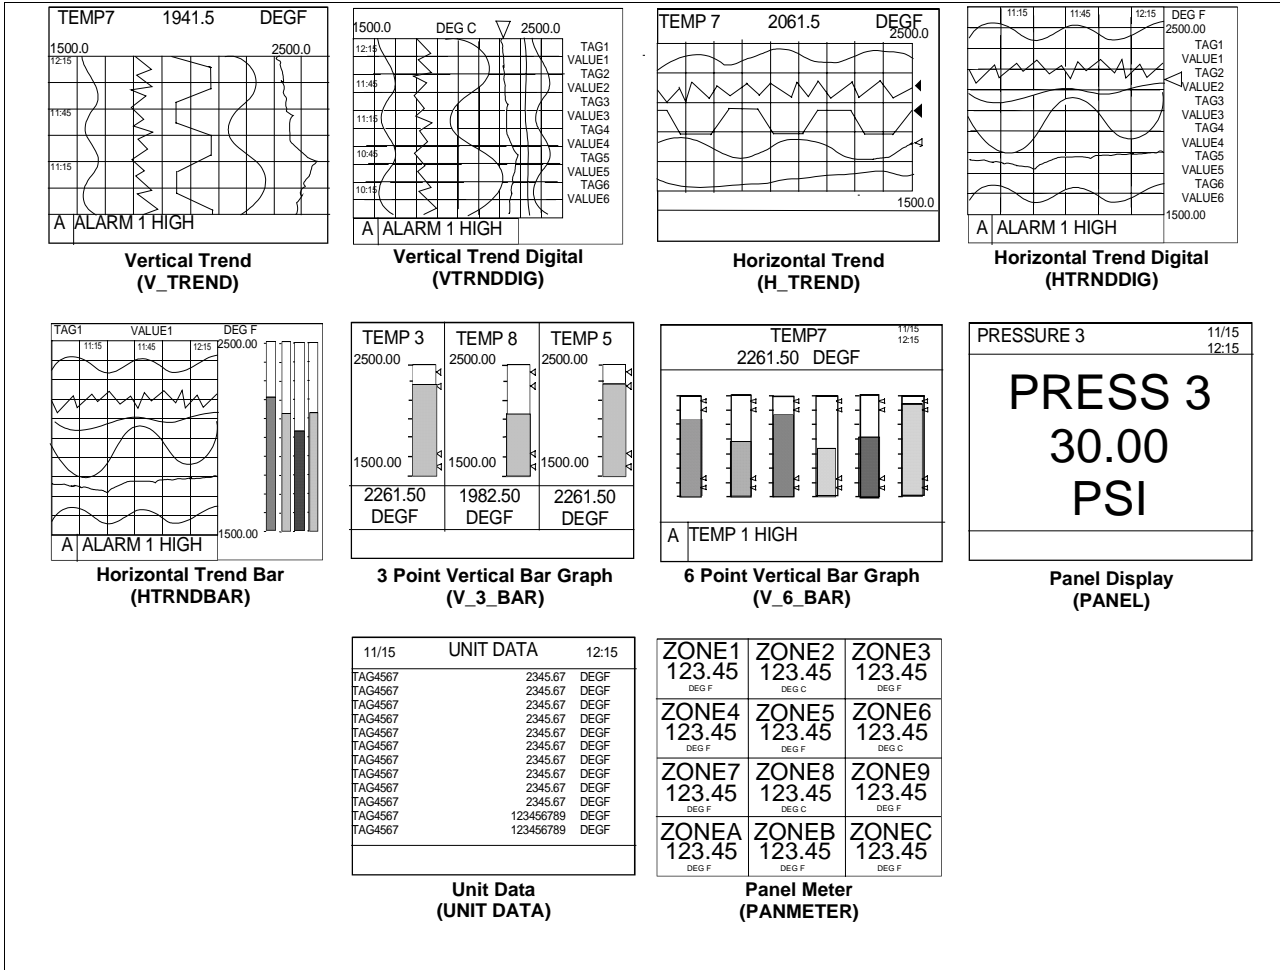 TEMP7 1941.5 DEGF
1500.0 2500.0
12:15
11:45
11:15
A ALARM 1 HIGH
Vertical Trend
(V_TREND)
1500.0 DEG C 2500.0
12:15
11:45
11:15
10:45
10:15
TAG1
VALUE1
TAG2
VALUE2
TAG3
VALUE3
TAG4
VALUE4
TAG5
VALUE5
TAG6
VALUE6
A ALARM 1 HIGH
Vertical Trend Digital
(VTRNDDIG)
TEMP 7 2061.5 DEGF
2500.0
1500.0
Horizontal Trend
(H_TREND)
11:15 11:45 12:15 DEG F
2500.00
TAG1
VALUE1
TAG2
VALUE2
TAG3
VALUE3
TAG4
VALUE4
TAG5
VALUE5
TAG6
VALUE6
1500.00
A ALARM 1 HIGH
Horizontal Trend Digital
(HTRNDDIG)
TAG1 VALUE1 DEG F
11:15 11:45 12:15 2500.00
1500.00
A ALARM 1 HIGH
Horizontal Trend Bar
(HTRNDBAR)
TEMP 3 TEMP 8 TEMP 5
2500.00 2500.00 2500.00
1500.00 1500.00 1500.00
2261.50 1982.50 2261.50
DEGF DEGF DEGF
3 Point Vertical Bar Graph
(V_3_BAR)
TEMP7 11/15
12:15
2261.50 DEGF
A TEMP 1 HIGH
6 Point Vertical Bar Graph
(V_6_BAR)
PRESSURE 3 11/15
12:15
PRESS 3
30.00
PSI
Panel Display
(PANEL)
11/15 UNIT DATA 12:15
TAG4567 2345.67 DEGF
TAG4567 2345.67 DEGF
TAG4567 2345.67 DEGF
TAG4567 2345.67 DEGF
TAG4567 2345.67 DEGF
TAG4567 2345.67 DEGF
TAG4567 2345.67 DEGF
TAG4567 2345.67 DEGF
TAG4567 2345.67 DEGF
TAG4567 2345.67 DEGF
TAG4567 123456789 DEGF
TAG4567 123456789 DEGF
Unit Data
(UNIT DATA)
ZONE1 ZONE2 ZONE3
123.45 123.45 123.45
DEG F DEG C DEG F
ZONE4 ZONE5 ZONE6
123.45 123.45 123.45
DEG F DEG F DEG C
ZONE7 ZONE8 ZONE9
123.45 123.45 123.45
DEG F DEG C DEG F
ZONEA ZONEB ZONEC
123.45 123.45 123.45
DEG F DEG F DEG F
Panel Meter
(PANMETER)